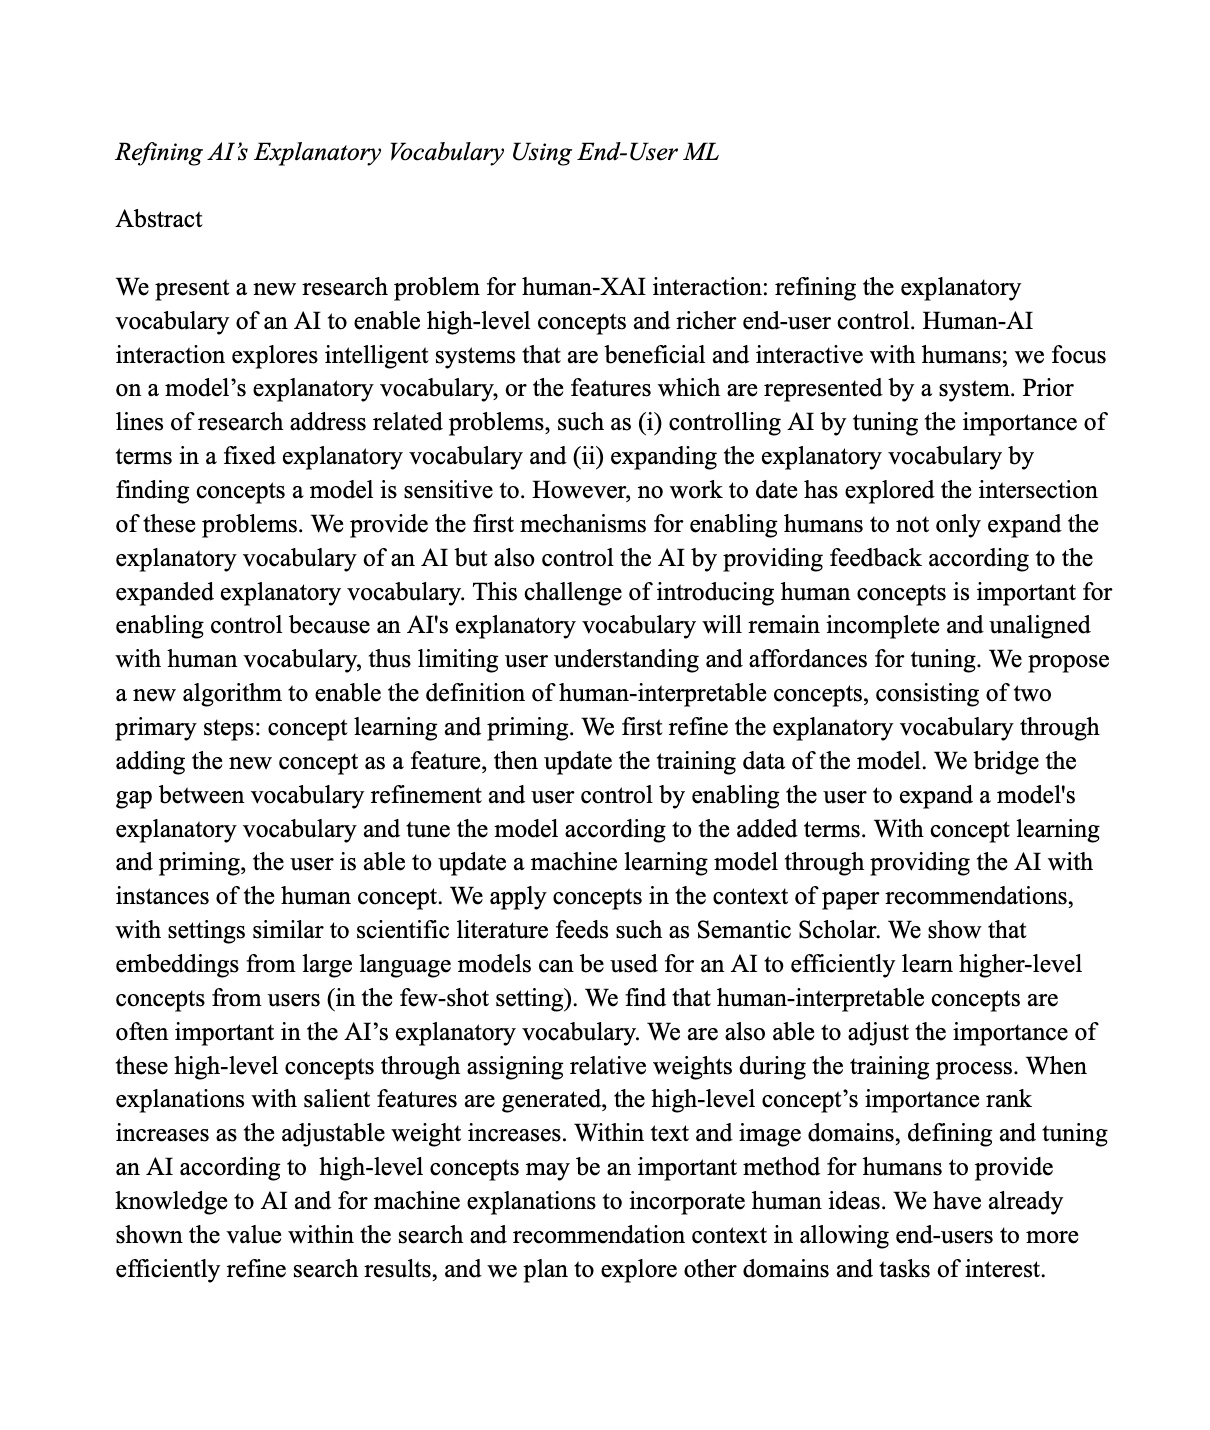 Refining AI’s Explanatory Vocabulary Using End-User ML
Abstract
We present a new research problem for human-XAI interaction: refining the explanatory
vocabulary of an AI to enable high-level concepts and richer end-user control. Human-AI
interaction explores intelligent systems that are beneficial and interactive with humans; we focus
on a model’s explanatory vocabulary, or the features which are represented by a system. Prior
lines of research address related problems, such as (i) controlling AI by tuning the importance of
terms in a fixed explanatory vocabulary and (ii) expanding the explanatory vocabulary by
finding concepts a model is sensitive to. However, no work to date has explored the intersection
of these problems. We provide the first mechanisms for enabling humans to not only expand the
explanatory vocabulary of an AI but also control the AI by providing feedback according to the
expanded explanatory vocabulary. This challenge of introducing human concepts is important for
enabling control because an AI's explanatory vocabulary will remain incomplete and unaligned
with human vocabulary, thus limiting user understanding and affordances for tuning. We propose
a new algorithm to enable the definition of human-interpretable concepts, consisting of two
primary steps: concept learning and priming. We first refine the explanatory vocabulary through
adding the new concept as a feature, then update the training data of the model. We bridge the
gap between vocabulary refinement and user control by enabling the user to expand a model's
explanatory vocabulary and tune the model according to the added terms. With concept learning
and priming, the user is able to update a machine learning model through providing the AI with
instances of the human concept. We apply concepts in the context of paper recommendations,
with settings similar to scientific literature feeds such as Semantic Scholar. We show that
embeddings from large language models can be used for an AI to efficiently learn higher-level
concepts from users (in the few-shot setting). We find that human-interpretable concepts are
often important in the AI’s explanatory vocabulary. We are also able to adjust the importance of
these high-level concepts through assigning relative weights during the training process. When
explanations with salient features are generated, the high-level concept’s importance rank
increases as the adjustable weight increases. Within text and image domains, defining and tuning
an AI according to  high-level concepts may be an important method for humans to provide
knowledge to AI and for machine explanations to incorporate human ideas. We have already
shown the value within the search and recommendation context in allowing end-users to more
efficiently refine search results, and we plan to explore other domains and tasks of interest.